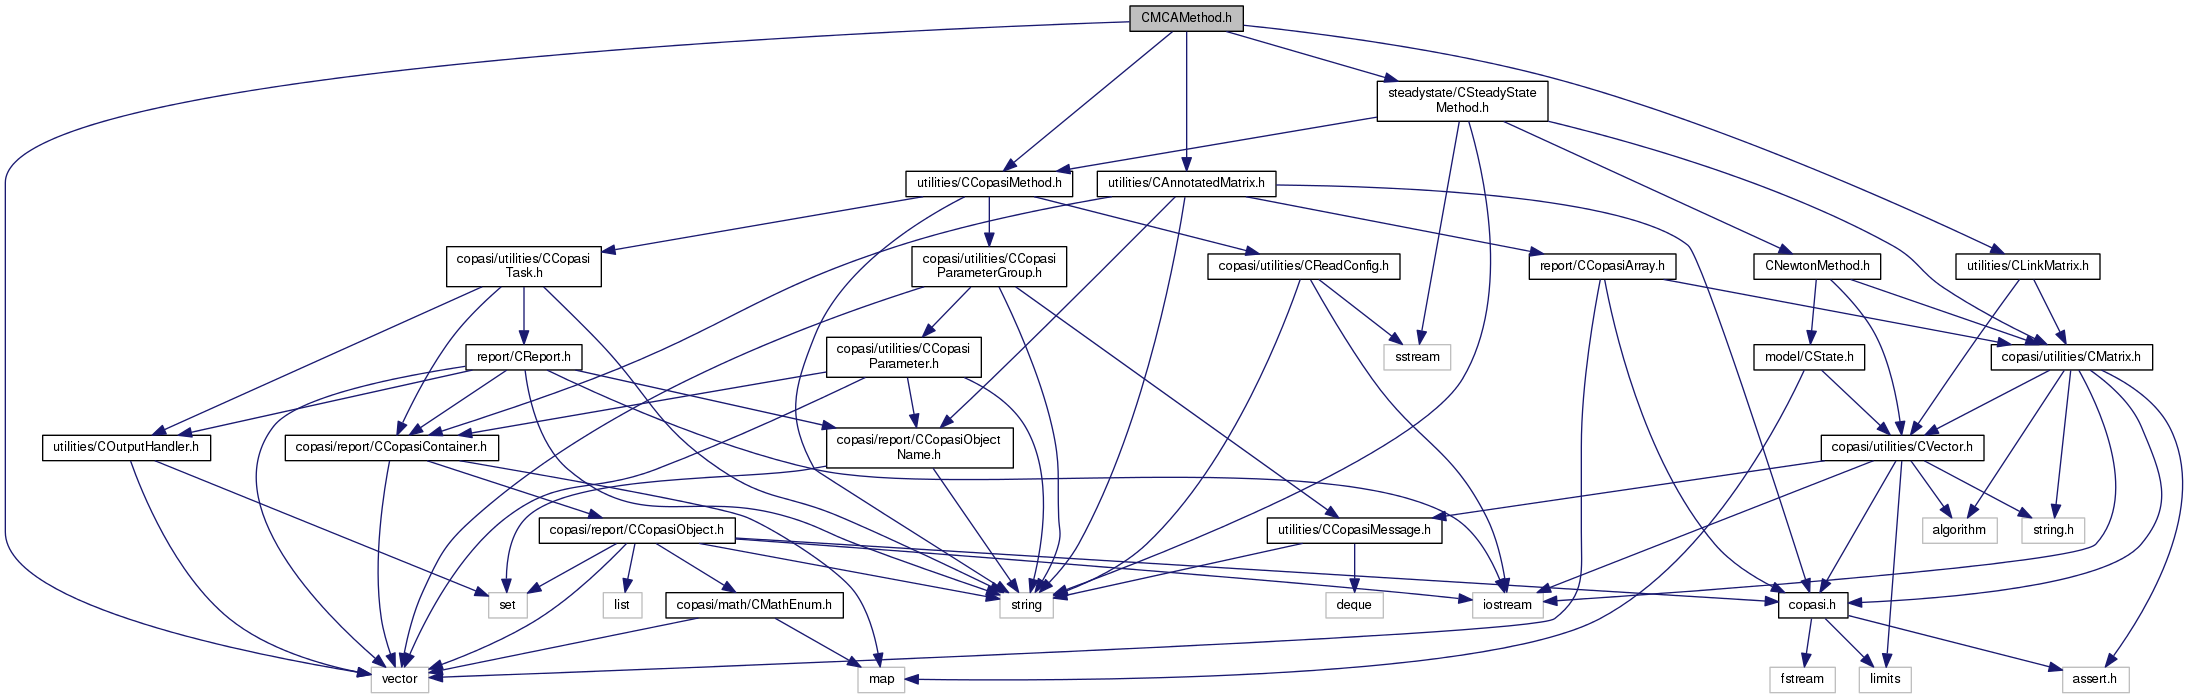 CMCAMethod.h
steadystate/CSteadyState
Method.h
utilities/CCopasiMethod.h
utilities/CAnnotatedMatrix.h
copasi/utilities/CCopasi
Task.h
copasi/utilities/CCopasi
ParameterGroup.h
copasi/utilities/CReadConfig.h
report/CCopasiArray.h
CNewtonMethod.h
utilities/CLinkMatrix.h
report/CReport.h
copasi/utilities/CCopasi
Parameter.h
sstream
model/CState.h
copasi/utilities/CMatrix.h
utilities/COutputHandler.h
copasi/report/CCopasiContainer.h
copasi/report/CCopasiObject
Name.h
copasi/utilities/CVector.h
copasi/report/CCopasiObject.h
utilities/CCopasiMessage.h
algorithm
string.h
set
list
copasi/math/CMathEnum.h
string
deque
iostream
copasi.h
vector
map
fstream
limits
assert.h